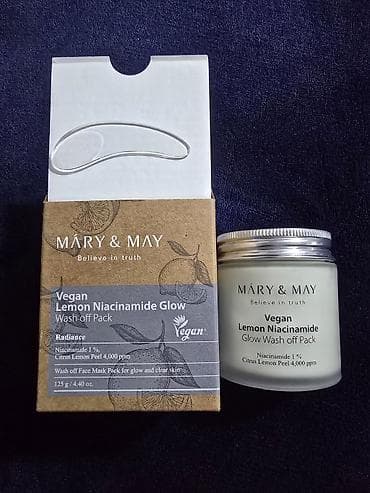 MARY & MAY
Believe in truth
Vegan
Lemon Niacinamide Glow
Wash off Pack
Vegan
Radiance
Niacinamide 1 %,
Citrus Lemon Peel 4,000 ppm
Wash off Face Mask Pack for glow and clear skin
125 g / 4.40 oz.
MARY & MAY
Believe in truth
Vegan
Lemon Niacinamide
Glow Wash off Pack
Niacinamide 1 %,
Citrus Lemon Peel 4,000 ppm